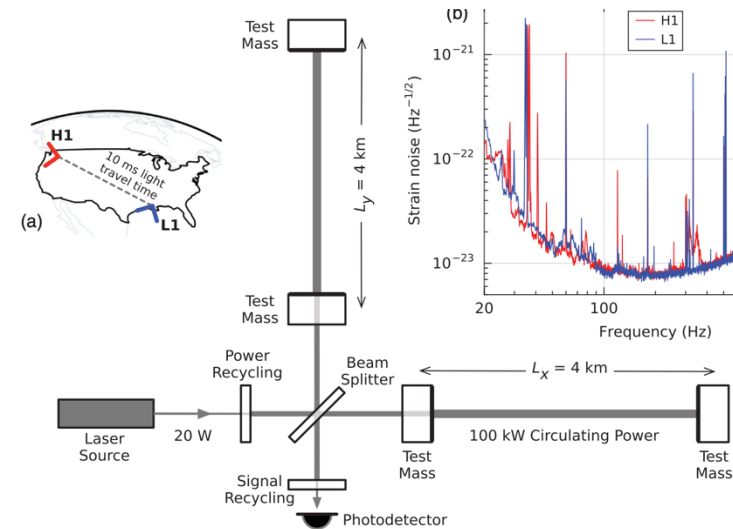 Test
Mass
(b)
H1
L1
10⁻²¹
10⁻²²
10⁻²³
Strain noise (Hz⁻¹/²)
20
100
Frequency (Hz)
H1
10 ms light
travel time
(a)
L1
Ly = 4 km
Test
Mass
Power
Recycling
Beam
Splitter
Lx = 4 km
Laser
Source
20 W
100 kW Circulating Power
Test
Mass
Test
Mass
Signal
Recycling
Photodetector